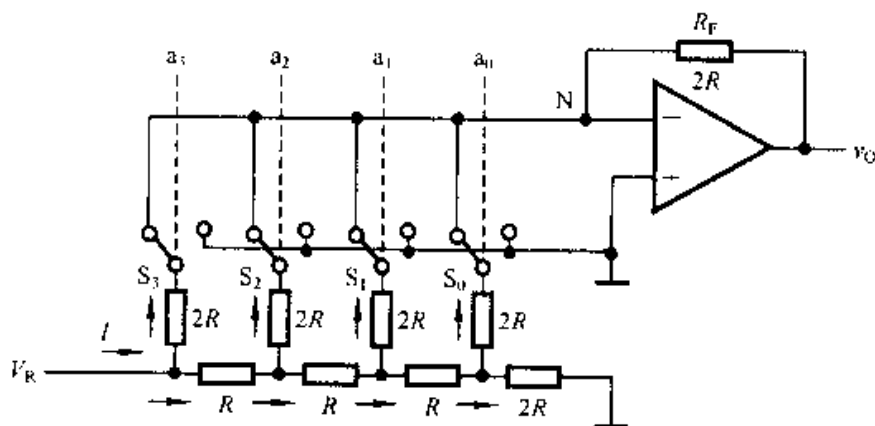 R_F
a₃ a₂ a₁ a₀
2R
N
−
v_O
+
S₃ S₂ S₁ S₀
2R 2R 2R 2R
I
V_R
R R R 2R